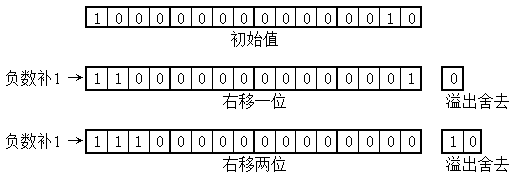 1 0 0 0 0 0 0 0 0 0 0 0 0 0 1 0
初始值
负数补1 → 1 1 0 0 0 0 0 0 0 0 0 0 0 0 0 1 0
右移一位 溢出舍去
负数补1 → 1 1 1 0 0 0 0 0 0 0 0 0 0 0 0 0 1 0
右移两位 溢出舍去